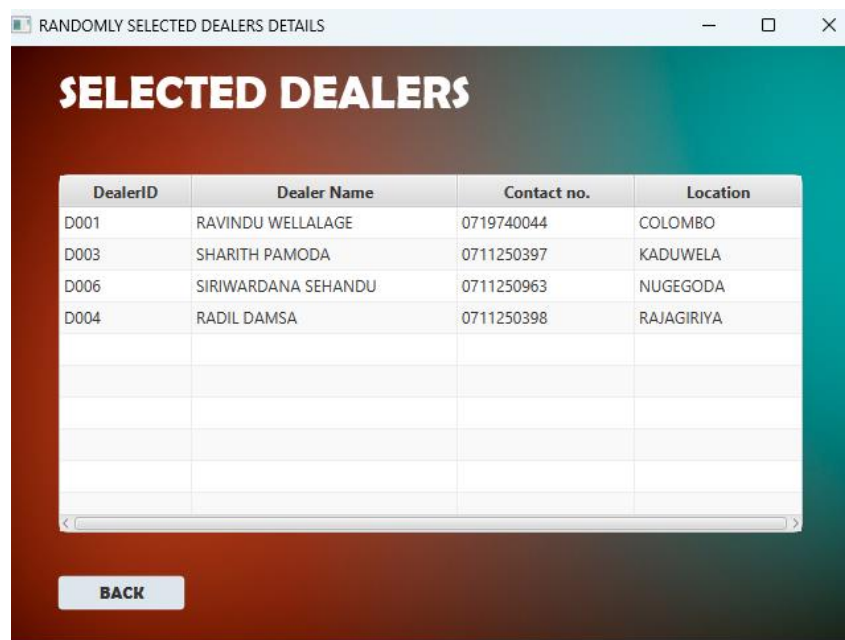 RANDOMLY SELECTED DEALERS DETAILS
SELECTED DEALERS
DealerID Dealer Name Contact no. Location
D001 RAVINDU WELLALAGE 0719740044 COLOMBO
D003 SHARITH PAMODA 0711250397 KADUWELA
D006 SIRIWARDANA SEHANDU 0711250963 NUGEGODA
D004 RADIL DAMSA 0711250398 RAJAGIRIYA
BACK